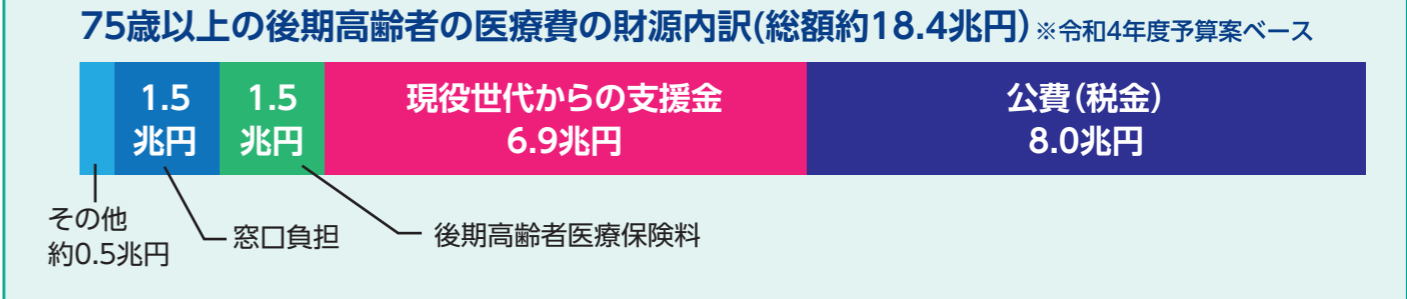 75歳以上の後期高齢者の医療費の財源内訳(総額約18.4兆円)※令和4年度予算案ベース
1.5
兆円
1.5
兆円
現役世代からの支援金
6.9兆円
公費(税金)
8.0兆円
その他
約0.5兆円
窓口負担
後期高齢者医療保険料